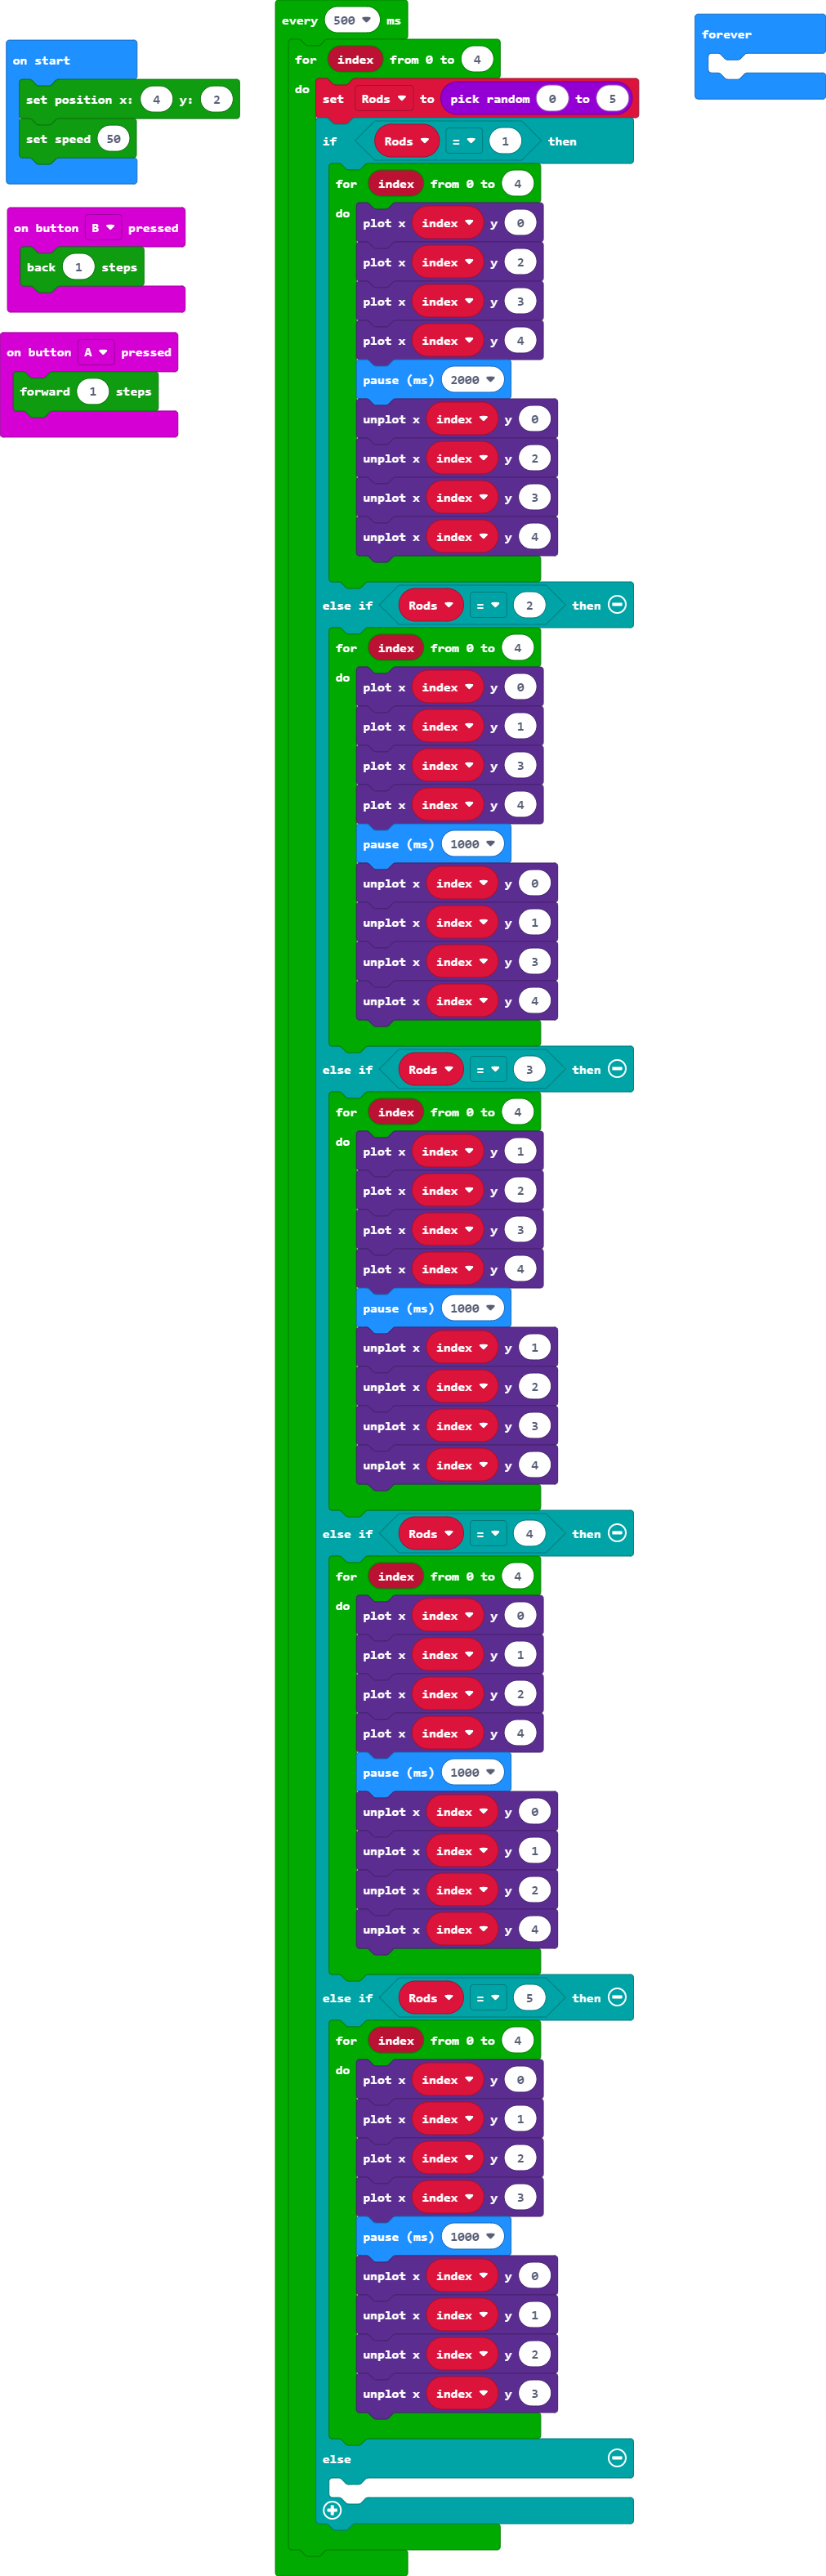 on start
set position x: 4 y: 2
set speed 50
on button B pressed
back 1 steps
on button A pressed
forward 1 steps
every 500 ms
for index from 0 to 4
do
set Rods to pick random 0 to 5
if Rods = 1 then
for index from 0 to 4
do
plot x index y 0
plot x index y 2
plot x index y 3
plot x index y 4
pause (ms) 2000
unplot x index y 0
unplot x index y 2
unplot x index y 3
unplot x index y 4
else if Rods = 2 then
for index from 0 to 4
do
plot x index y 0
plot x index y 1
plot x index y 3
plot x index y 4
pause (ms) 1000
unplot x index y 0
unplot x index y 1
unplot x index y 3
unplot x index y 4
else if Rods = 3 then
for index from 0 to 4
do
plot x index y 1
plot x index y 2
plot x index y 3
plot x index y 4
pause (ms) 1000
unplot x index y 1
unplot x index y 2
unplot x index y 3
unplot x index y 4
else if Rods = 4 then
for index from 0 to 4
do
plot x index y 0
plot x index y 1
plot x index y 2
plot x index y 4
pause (ms) 1000
unplot x index y 0
unplot x index y 1
unplot x index y 2
unplot x index y 4
else if Rods = 5 then
for index from 0 to 4
do
plot x index y 0
plot x index y 1
plot x index y 2
plot x index y 3
pause (ms) 1000
unplot x index y 0
unplot x index y 1
unplot x index y 2
unplot x index y 3
else
forever